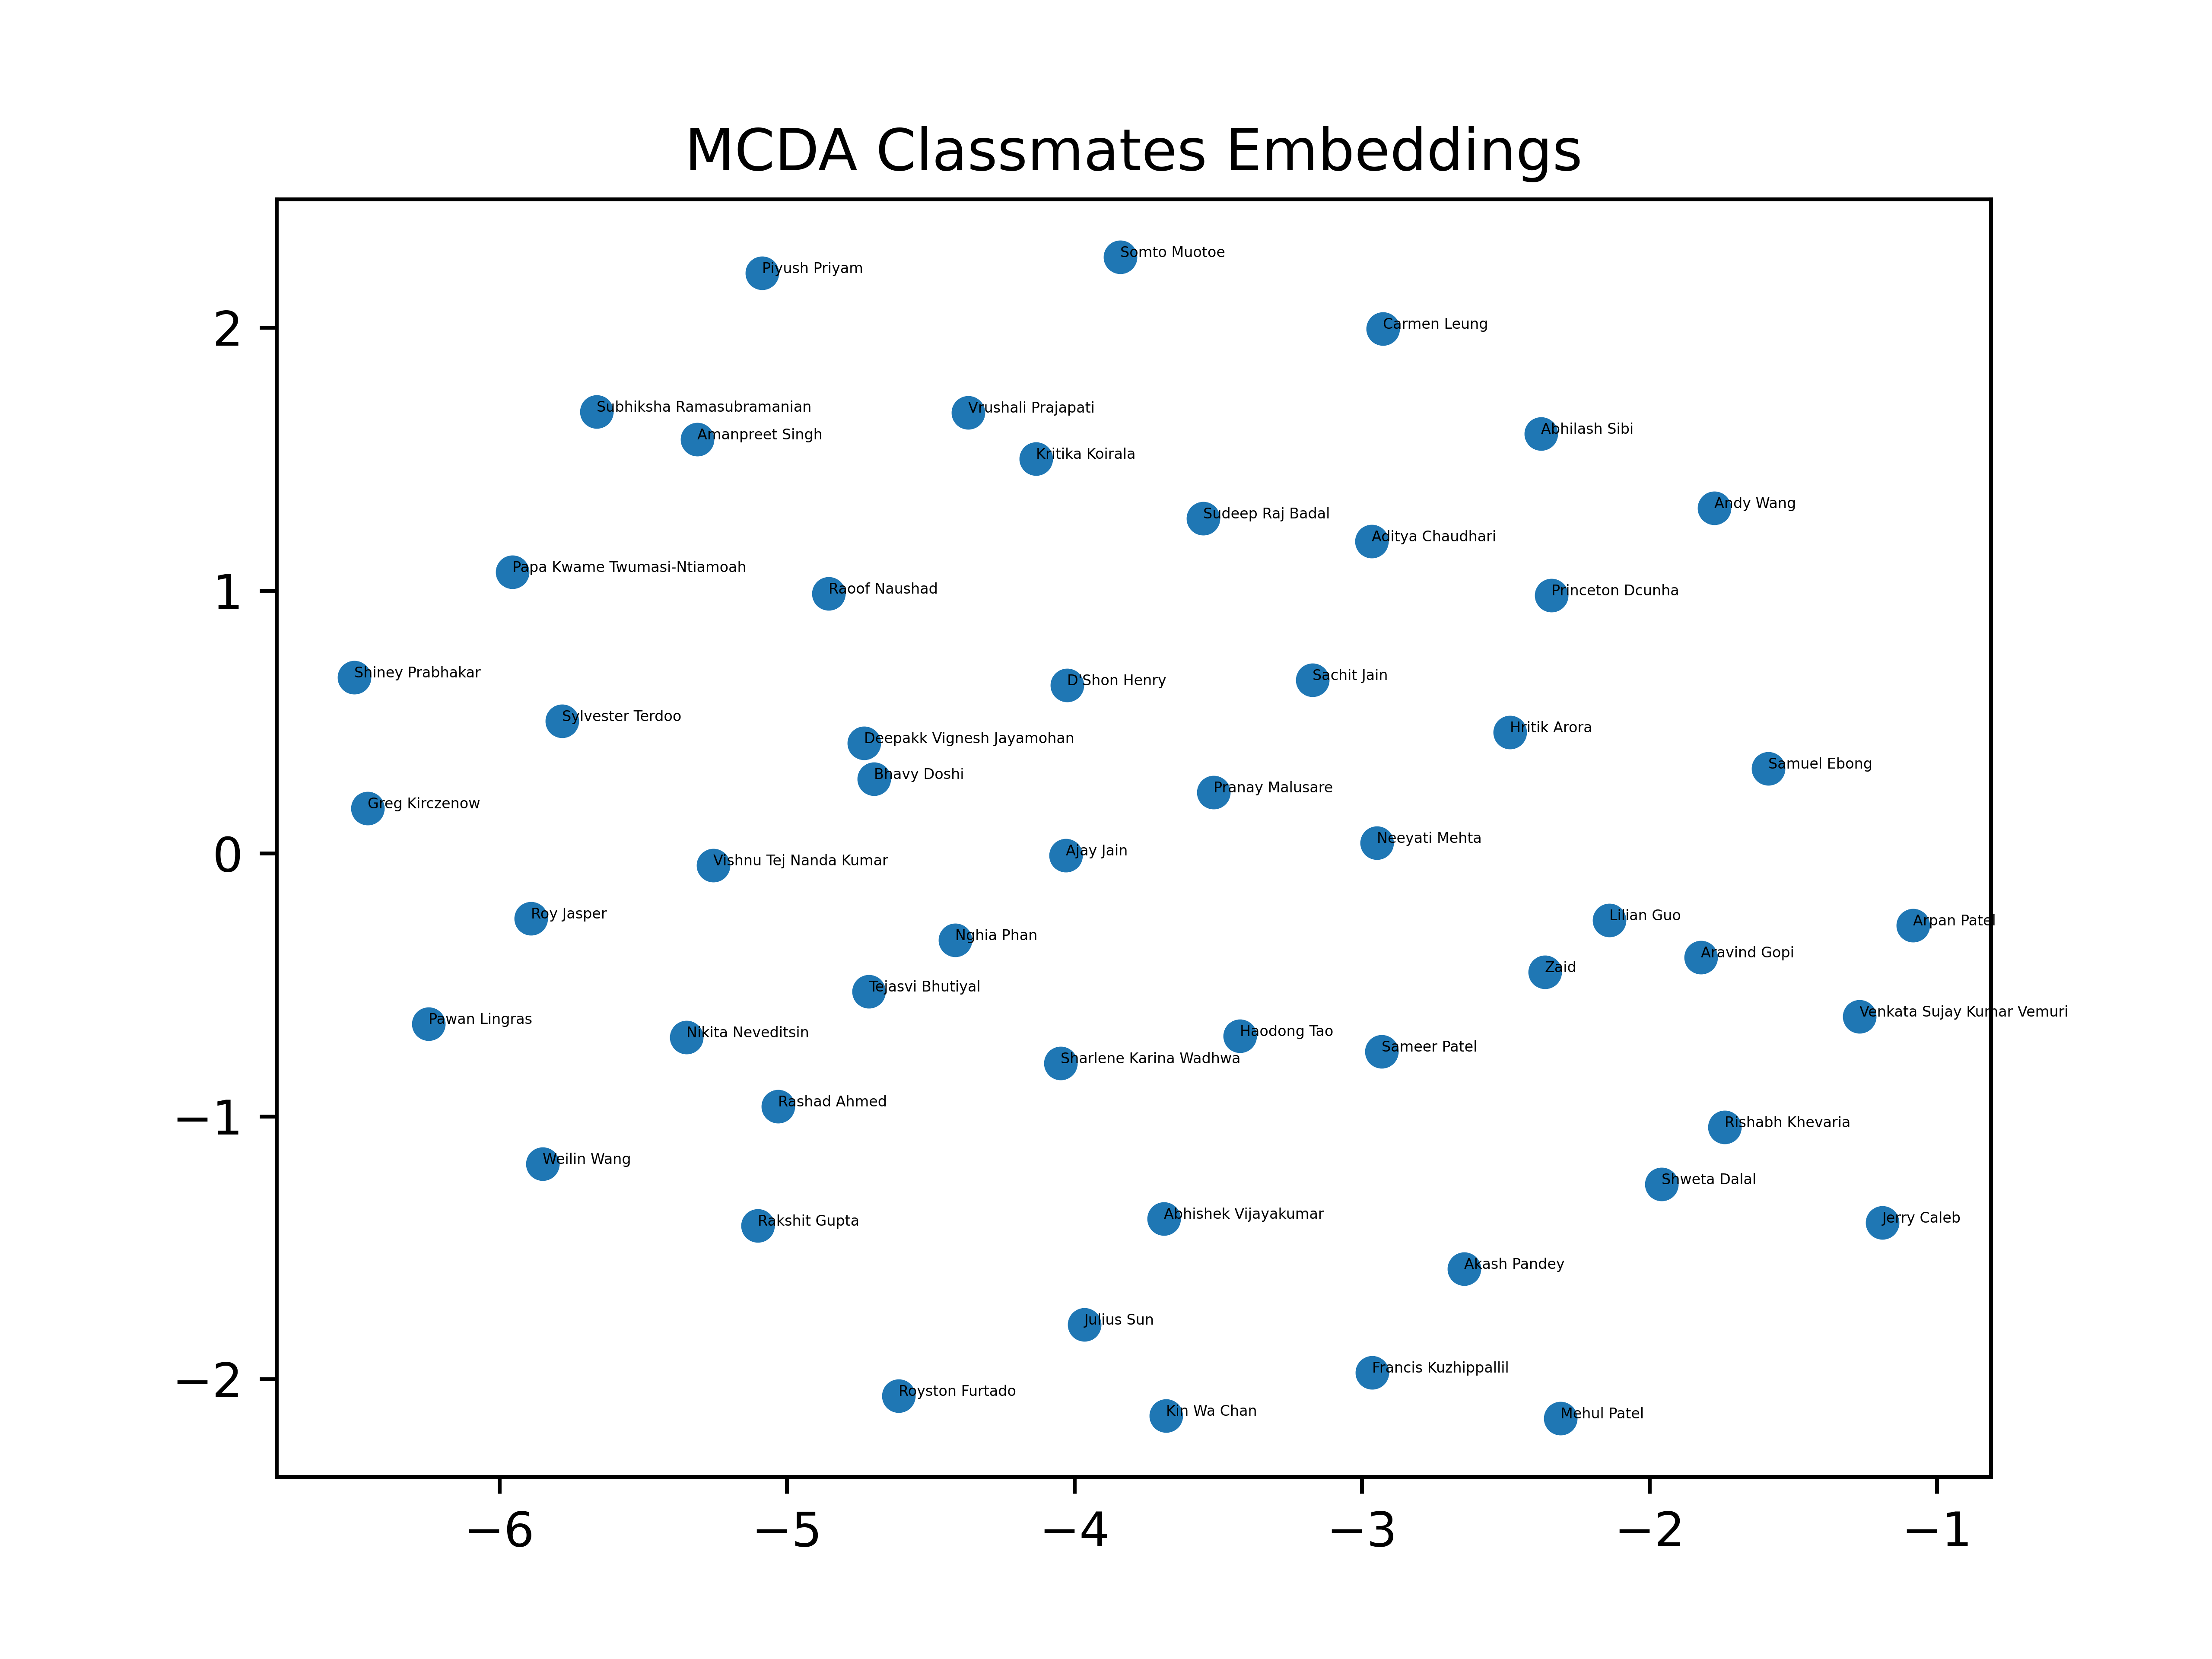 MCDA Classmates Embeddings
Somto Muotoe
Piyush Priyam
Carmen Leung
2
Subhiksha Ramasubramanian
Vrushali Prajapati
Abhilash Sibi
Amanpreet Singh
Kritika Koirala
Andy Wang
Sudeep Raj Badal
Aditya Chaudhari
Papa Kwame Twumasi-Ntiamoah
Raoof Naushad
Princeton Dcunha
1
Shiney Prabhakar
Sachit Jain
D'Shon Henry
Sylvester Terdoo
Hritik Arora
Deepakk Vignesh Jayamohan
Samuel Ebong
Bhavy Doshi
Pranay Malusare
Greg Kirczenow
Neeyati Mehta
Ajay Jain
0
Vishnu Tej Nanda Kumar
Roy Jasper
Lilian Guo
Arpan Patel
Nghia Phan
Aravind Gopi
Zaid
Tejasvi Bhutiyal
Venkata Sujay Kumar Vemuri
Pawan Lingras
Nikita Neveditsin
Haodong Tao
Sameer Patel
Sharlene Karina Wadhwa
Rashad Ahmed
−1
Rishabh Khevaria
Weilin Wang
Shweta Dalal
Abhishek Vijayakumar
Jerry Caleb
Rakshit Gupta
Akash Pandey
Julius Sun
Francis Kuzhippallil
−2
Royston Furtado
Kin Wa Chan
Mehul Patel
−6 −5 −4 −3 −2 −1